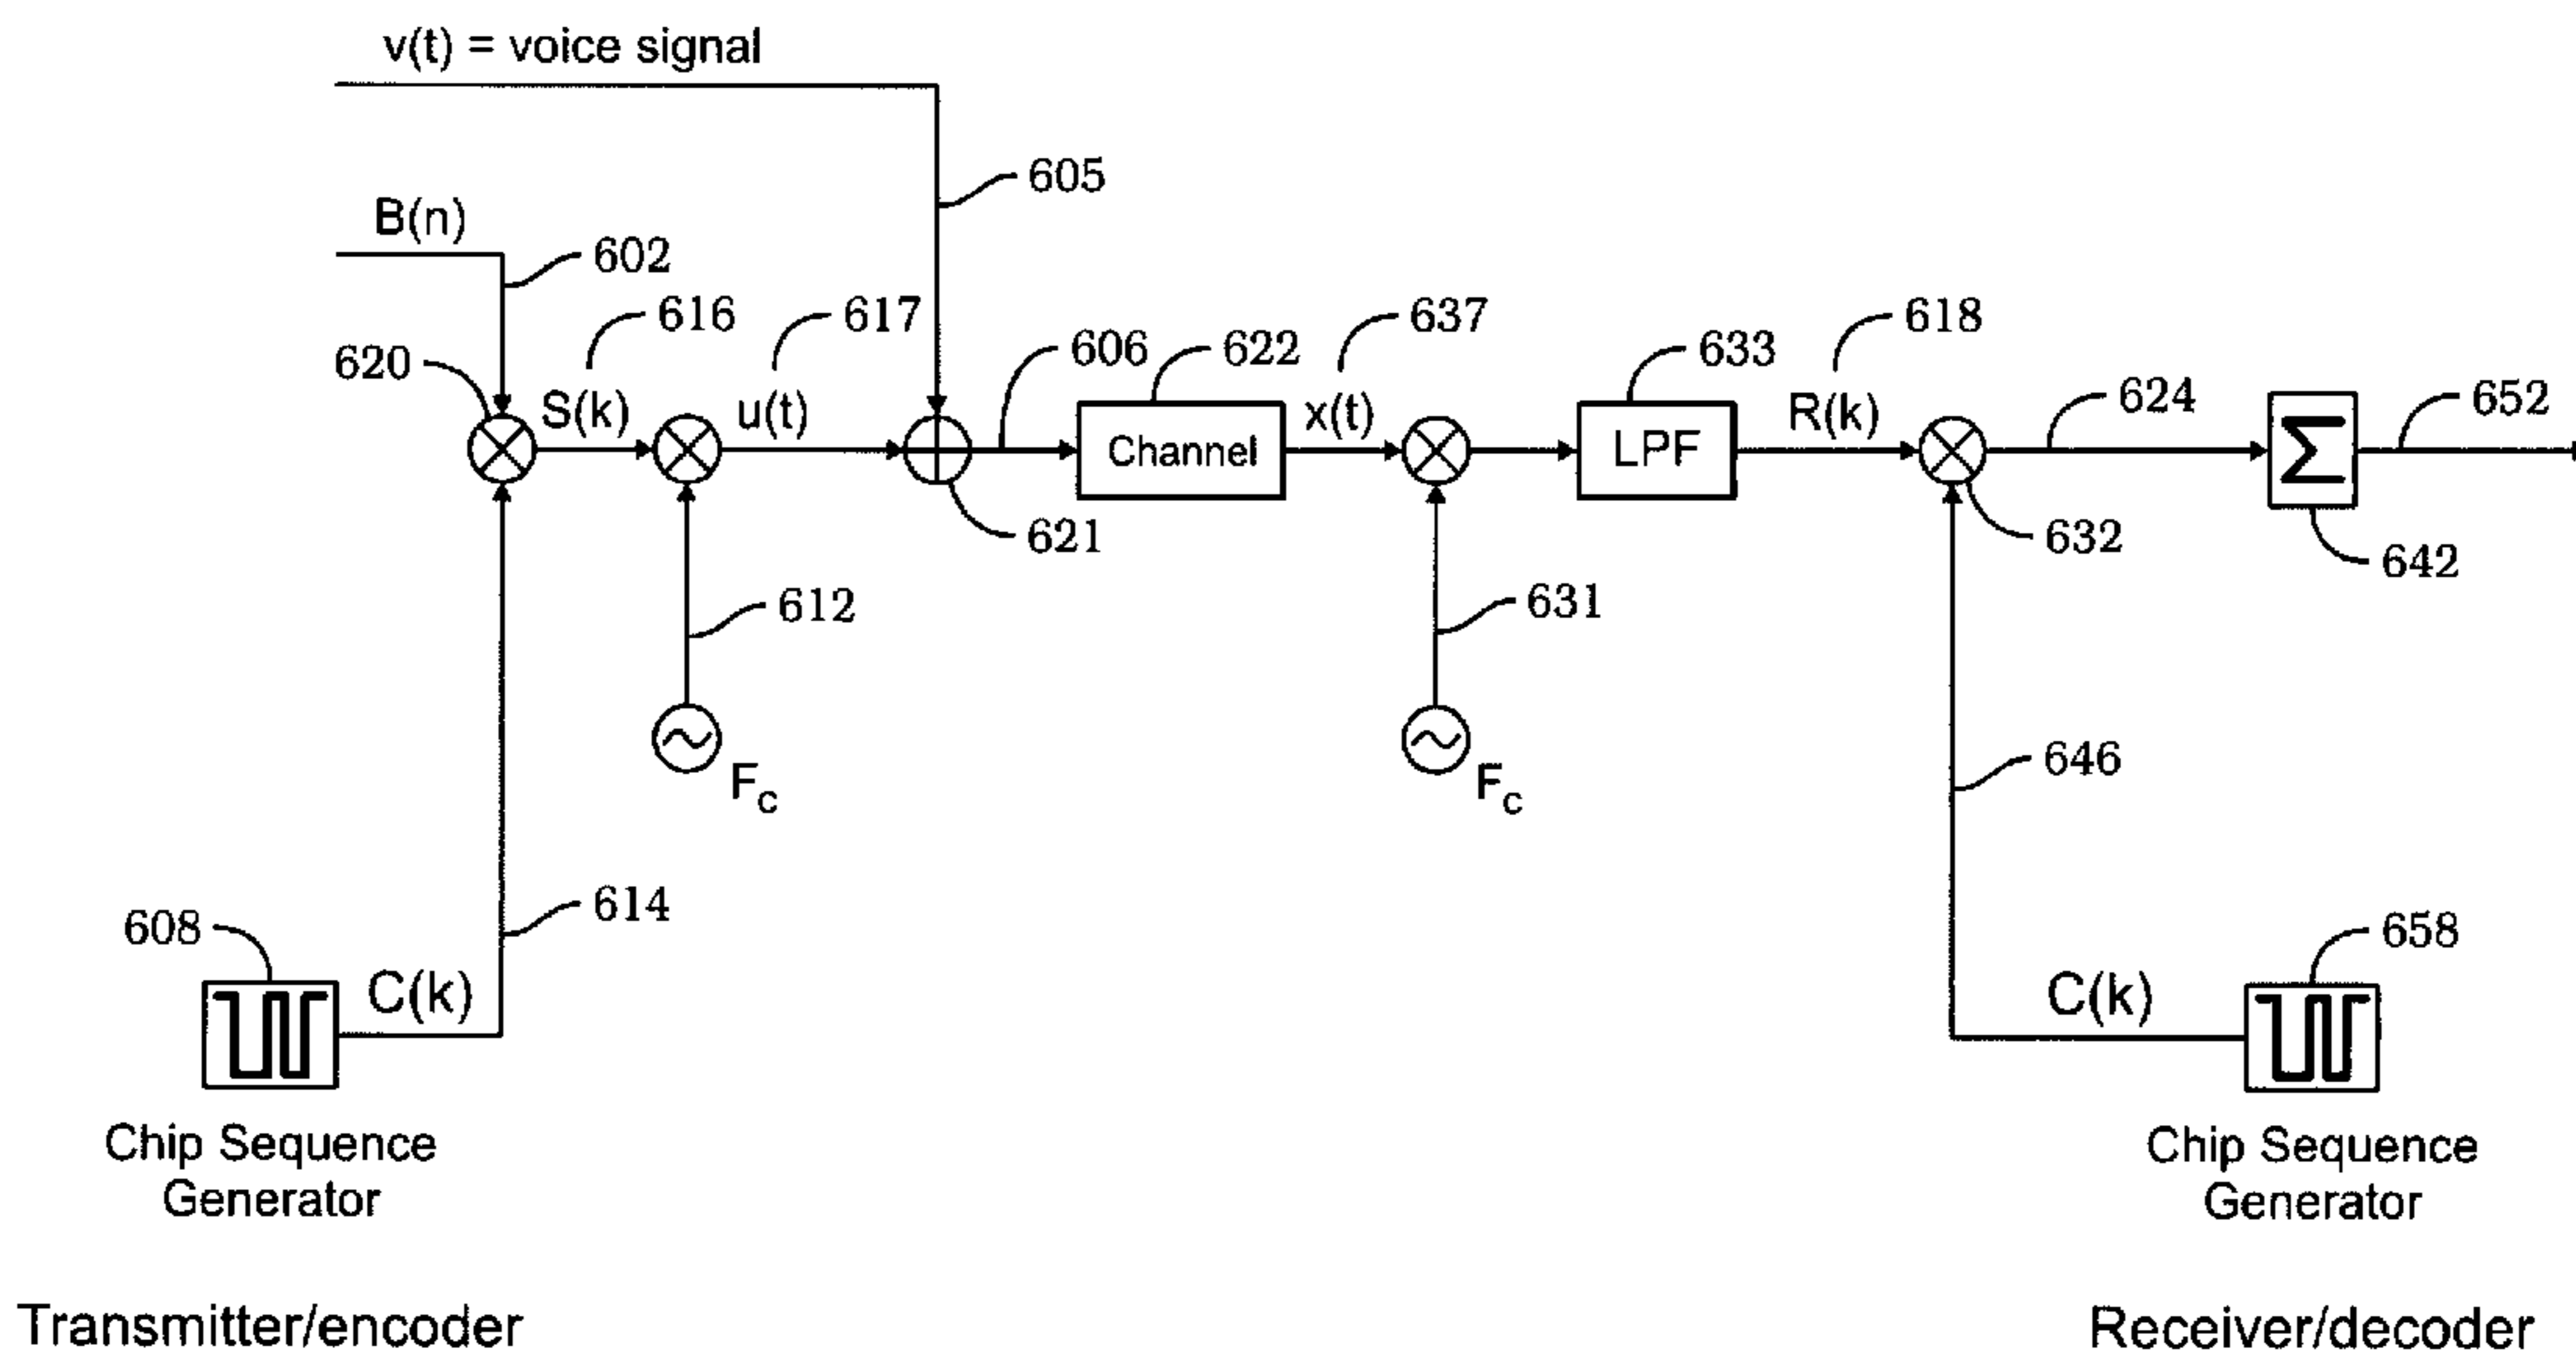 v(t) = voice signal
605
B(n)
602
616
617
637
618
620
S(k)
u(t)
606
622
x(t)
633
R(k)
624
652
Channel
LPF
Σ
621
632
642
612
631
646
Fc
Fc
608
614
658
C(k)
C(k)
Chip Sequence
Generator
Chip Sequence
Generator
Transmitter/encoder
Receiver/decoder